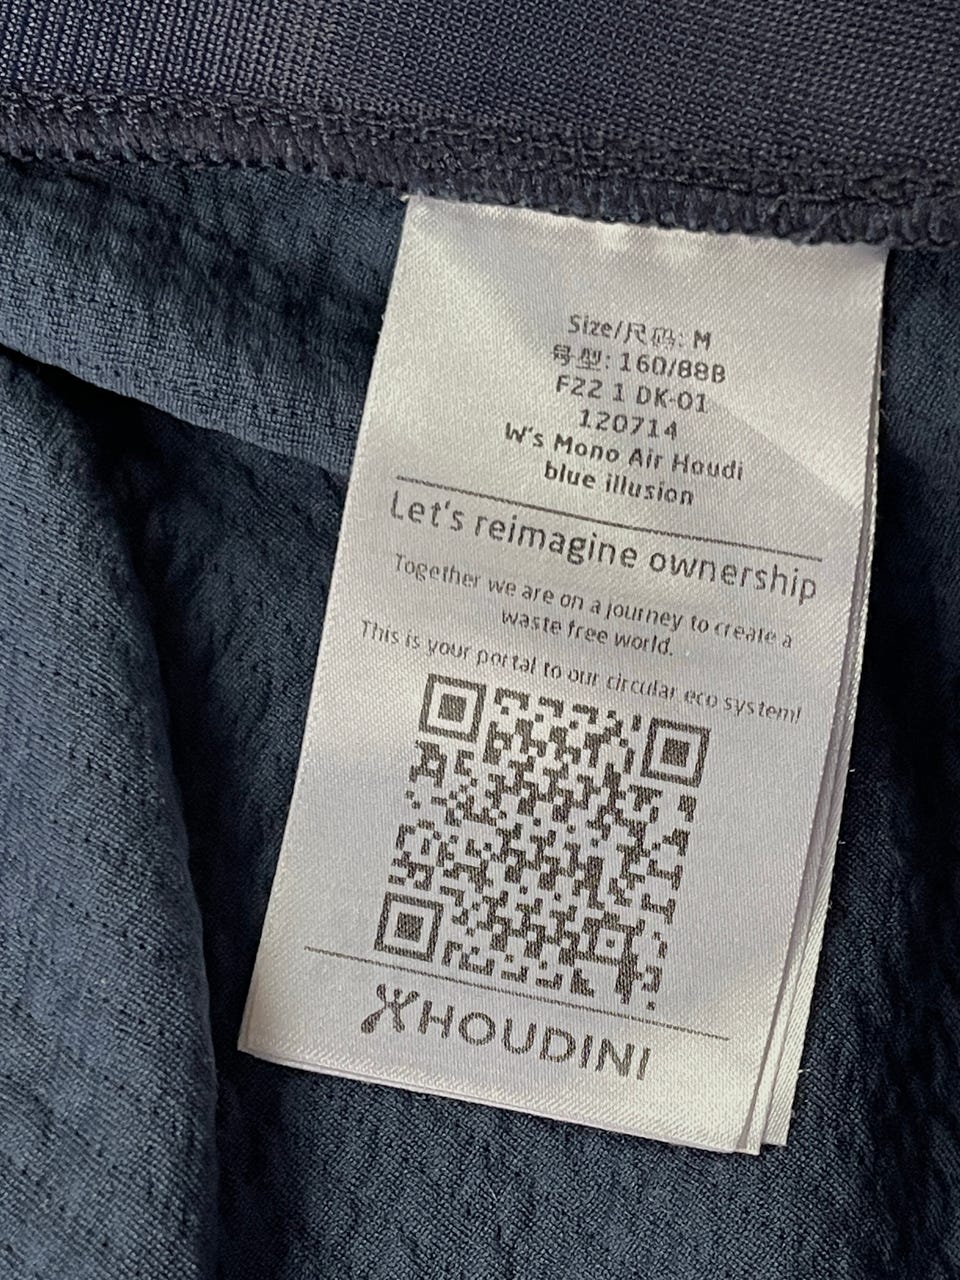 Size/尺码: M
号型: 160/88B
F22 1 DK-01
120714
W's Mono Air Houdi
blue illusion
Let's reimagine ownership
Together we are on a journey to create a
waste free world.
This is your portal to our circular eco system!
HOUDINI